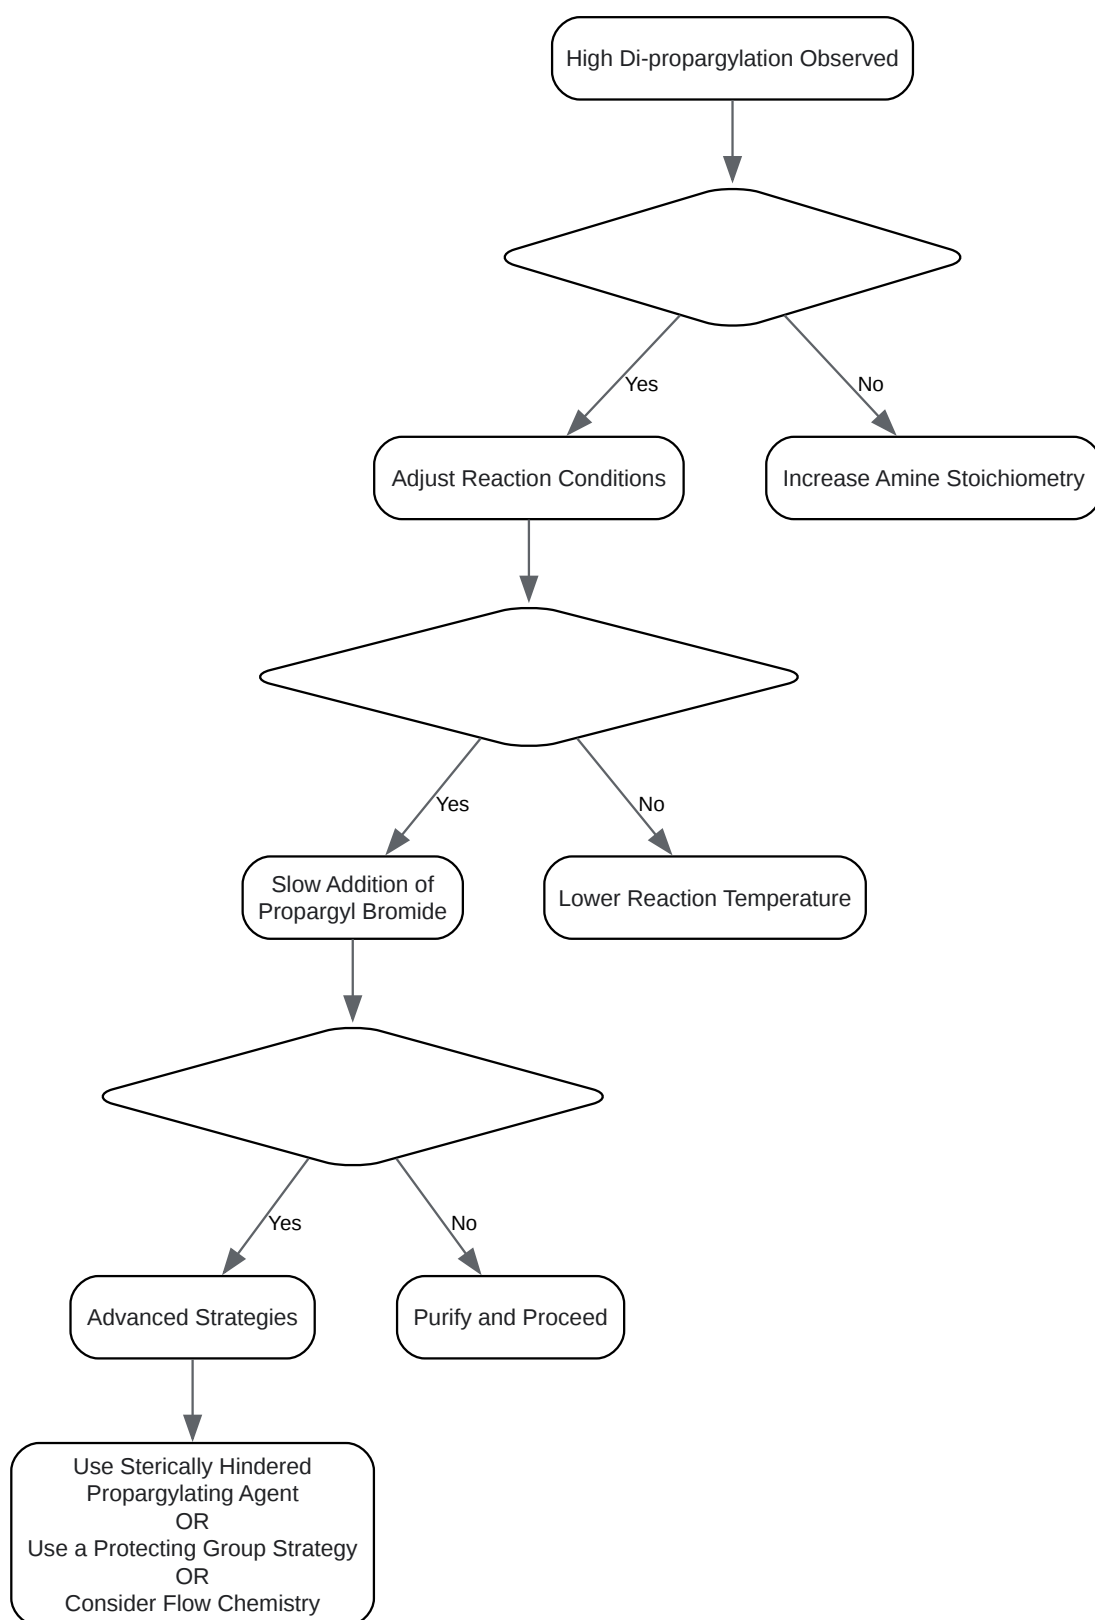 High Di-propargylation Observed
Yes
No
Adjust Reaction Conditions
Increase Amine Stoichiometry
Yes
No
Slow Addition of
Propargyl Bromide
Lower Reaction Temperature
Yes
No
Advanced Strategies
Purify and Proceed
Use Sterically Hindered
Propargylating Agent
OR
Use a Protecting Group Strategy
OR
Consider Flow Chemistry